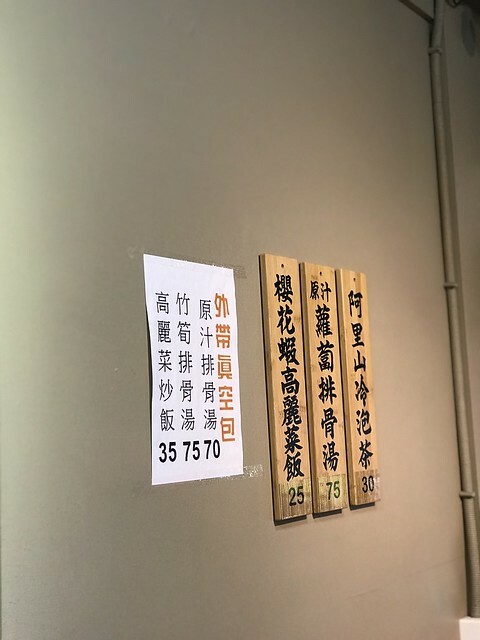 外帶真空包
原汁排骨湯 70
竹筍排骨湯 75
高麗菜炒飯 35
阿里山冷泡茶 30
原汁蘿蔔排骨湯 75
櫻花蝦高麗菜飯 25